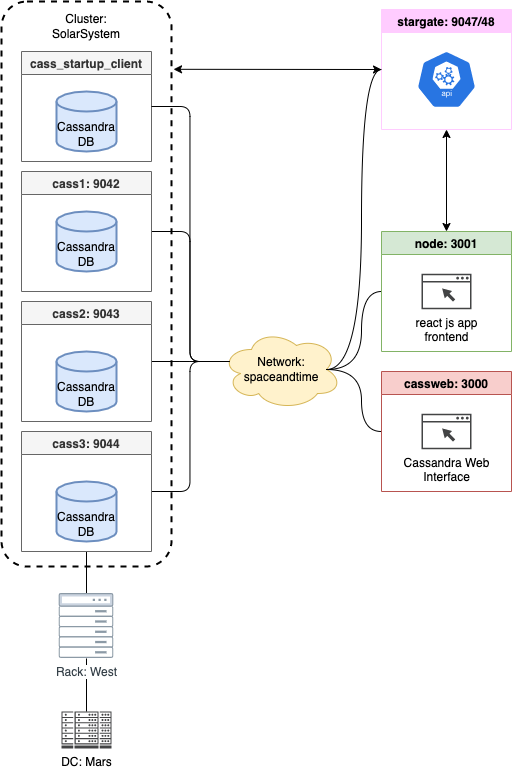 Cluster:
SolarSystem
cass_startup_client
Cassandra
DB
cass1: 9042
Cassandra
DB
cass2: 9043
Cassandra
DB
cass3: 9044
Cassandra
DB
Rack: West
DC: Mars
Network:
spaceandtime
stargate: 9047/48
api
node: 3001
react js app
frontend
cassweb: 3000
Cassandra Web
Interface